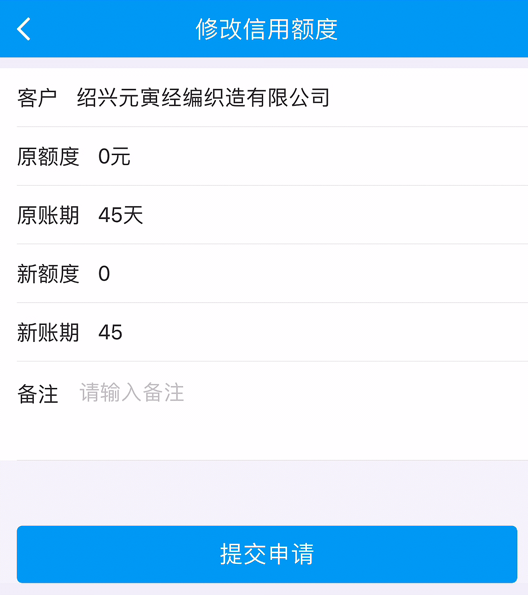 修改信用额度
客户 绍兴元寅经编织造有限公司
原额度 0元
原账期 45天
新额度 0
新账期 45
备注 请输入备注
提交申请